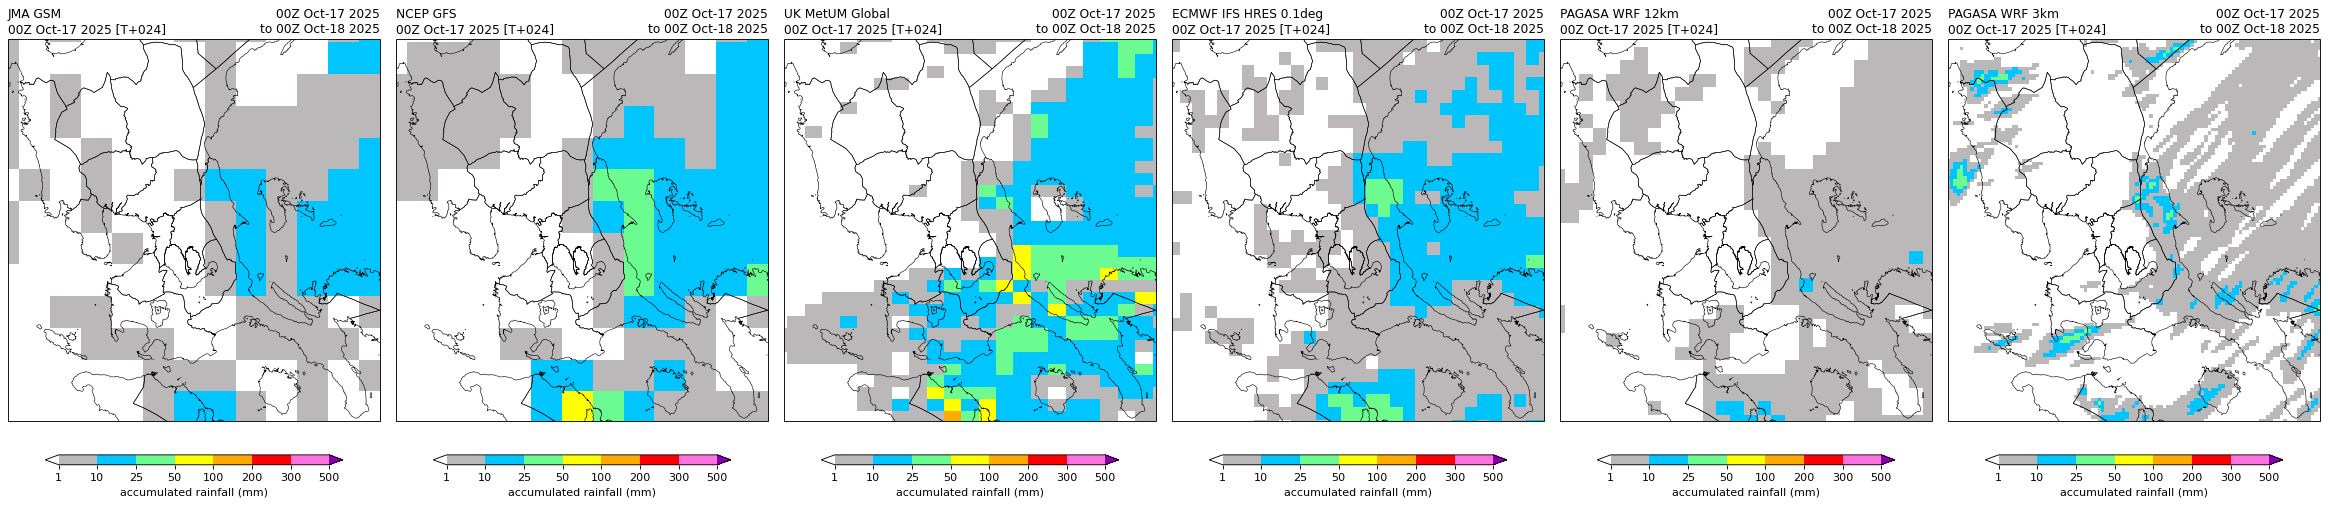 JMA GSM 00Z Oct-17 2025
00Z Oct-17 2025 [T+024] to 00Z Oct-18 2025
1 10 25 50 100 200 300 500
accumulated rainfall (mm)
NCEP GFS 00Z Oct-17 2025
00Z Oct-17 2025 [T+024] to 00Z Oct-18 2025
1 10 25 50 100 200 300 500
accumulated rainfall (mm)
UK MetUM Global 00Z Oct-17 2025
00Z Oct-17 2025 [T+024] to 00Z Oct-18 2025
1 10 25 50 100 200 300 500
accumulated rainfall (mm)
ECMWF IFS HRES 0.1deg 00Z Oct-17 2025
00Z Oct-17 2025 [T+024] to 00Z Oct-18 2025
1 10 25 50 100 200 300 500
accumulated rainfall (mm)
PAGASA WRF 12km 00Z Oct-17 2025
00Z Oct-17 2025 [T+024] to 00Z Oct-18 2025
1 10 25 50 100 200 300 500
accumulated rainfall (mm)
PAGASA WRF 3km 00Z Oct-17 2025
00Z Oct-17 2025 [T+024] to 00Z Oct-18 2025
1 10 25 50 100 200 300 500
accumulated rainfall (mm)